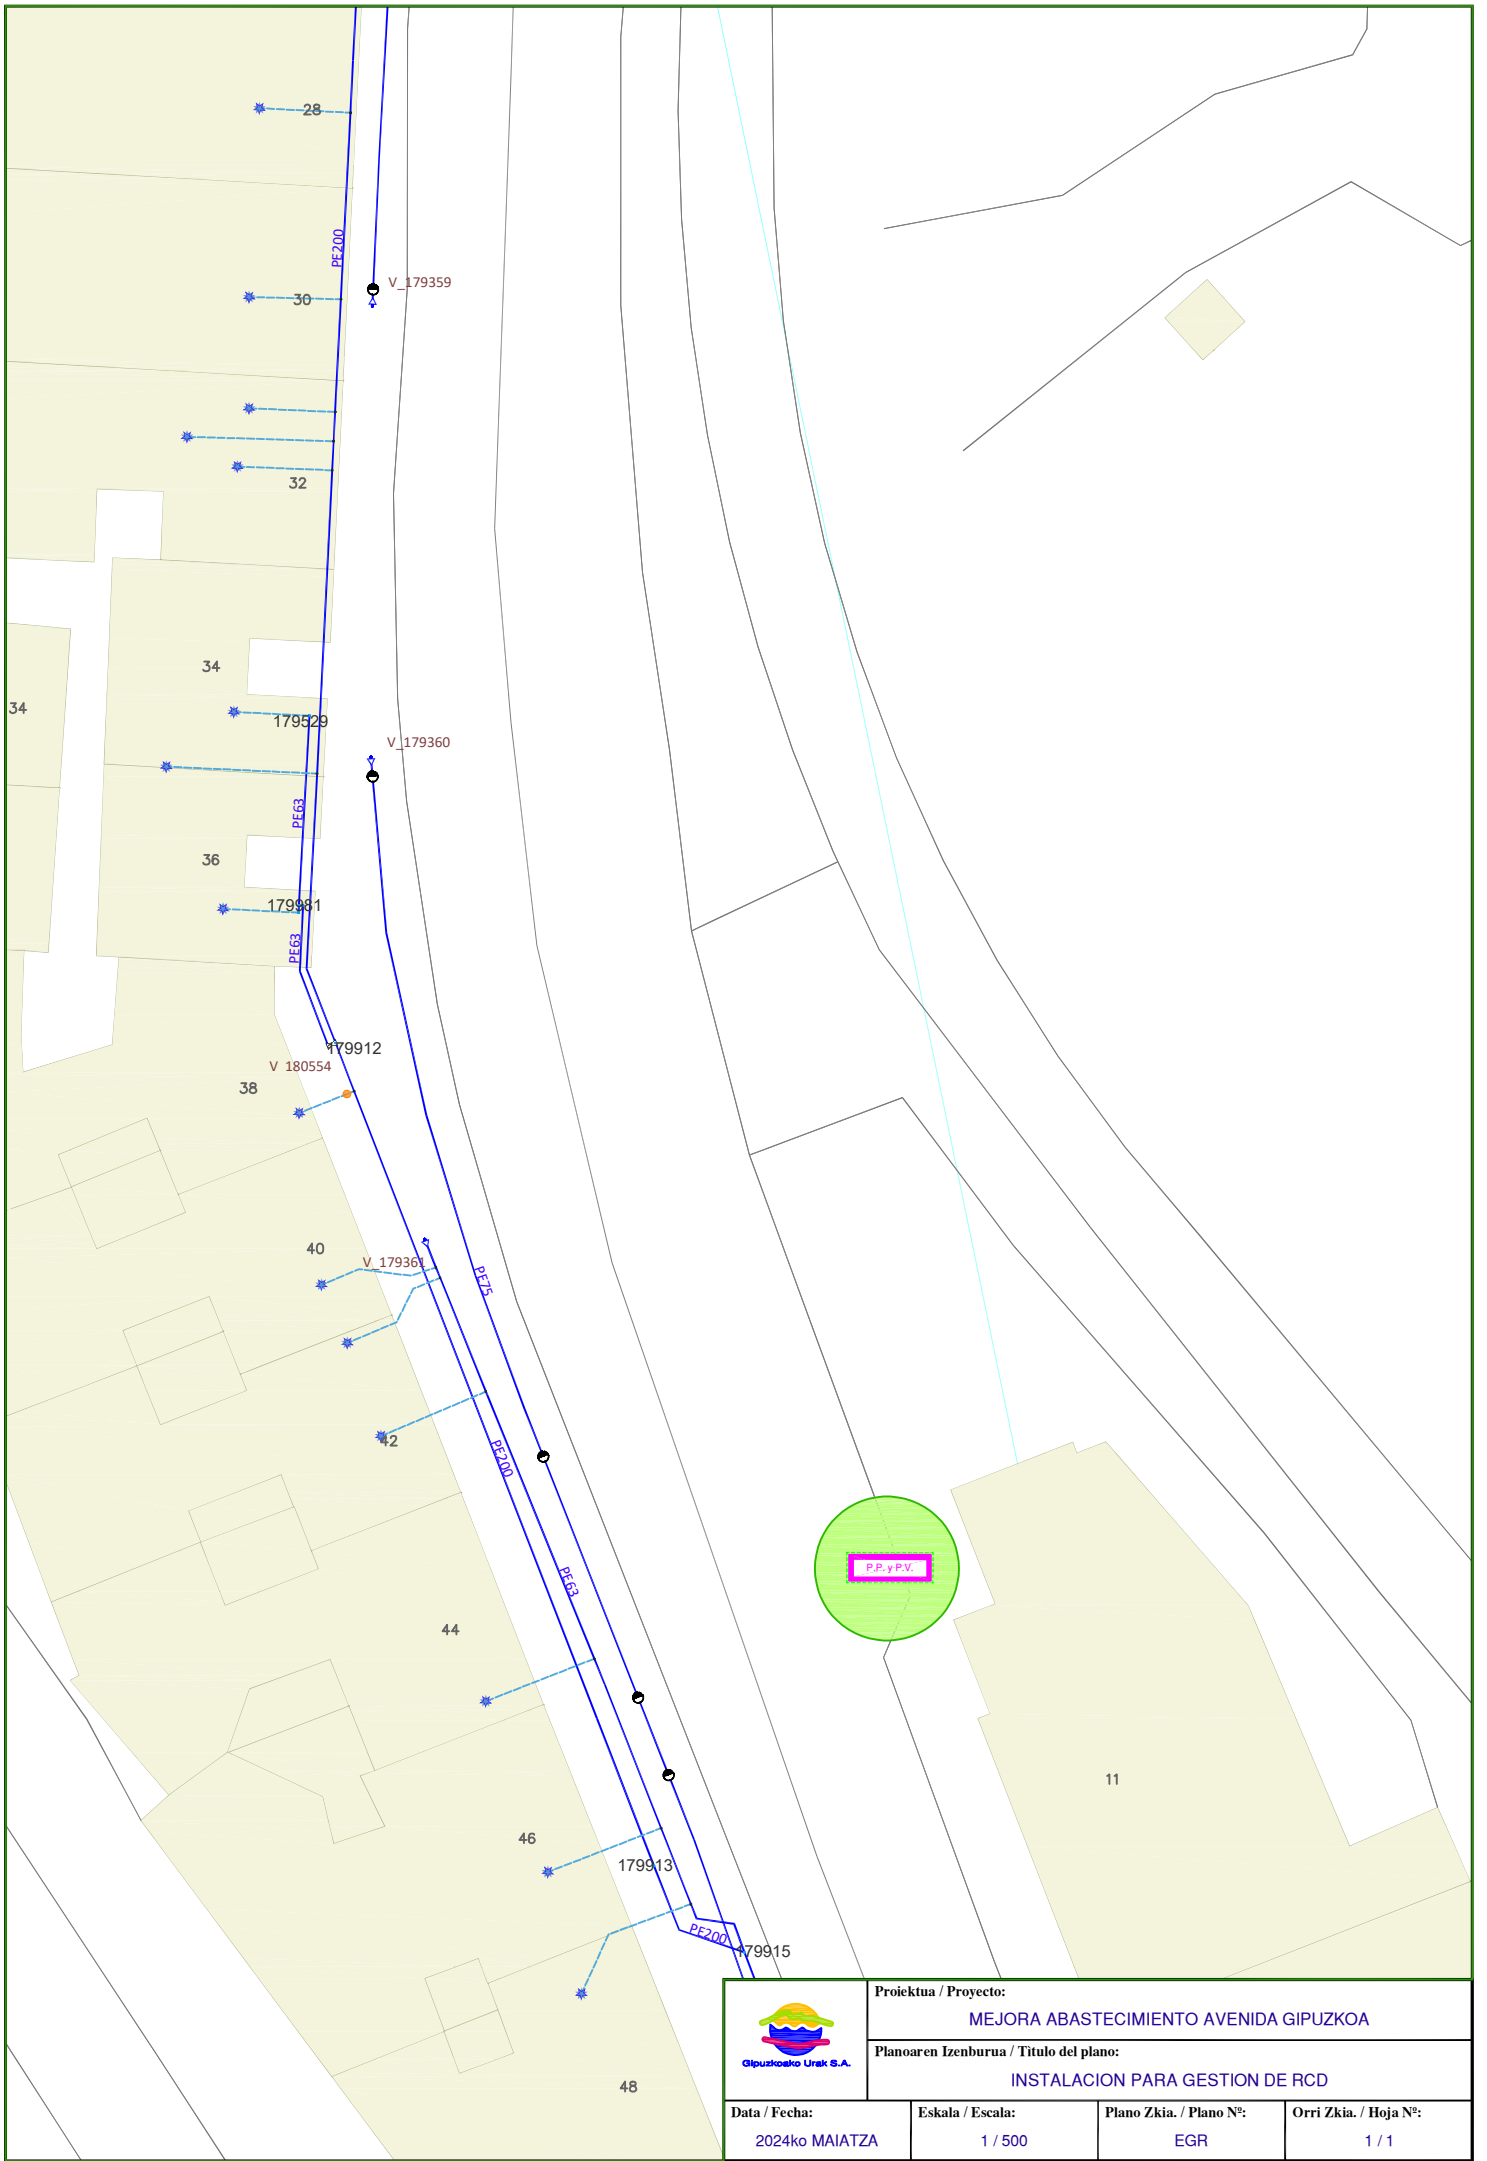 28
PE200
V_179359
30
32
34
34
179529
V_179360
PE63
36
179981
PE63
179912
V_180554
38
40
V_179361
PE75
42
PE200
P.P. y P.V.
PE63
44
11
46
179913
PE200
179915
48
Gipuzkoako Urak S.A.
Proiektua / Proyecto:
MEJORA ABASTECIMIENTO AVENIDA GIPUZKOA
Planoaren Izenburua / Titulo del plano:
INSTALACION PARA GESTION DE RCD
Data / Fecha:
2024ko MAIATZA
Eskala / Escala:
1 / 500
Plano Zkia. / Plano Nº:
EGR
Orri Zkia. / Hoja Nº:
1 / 1